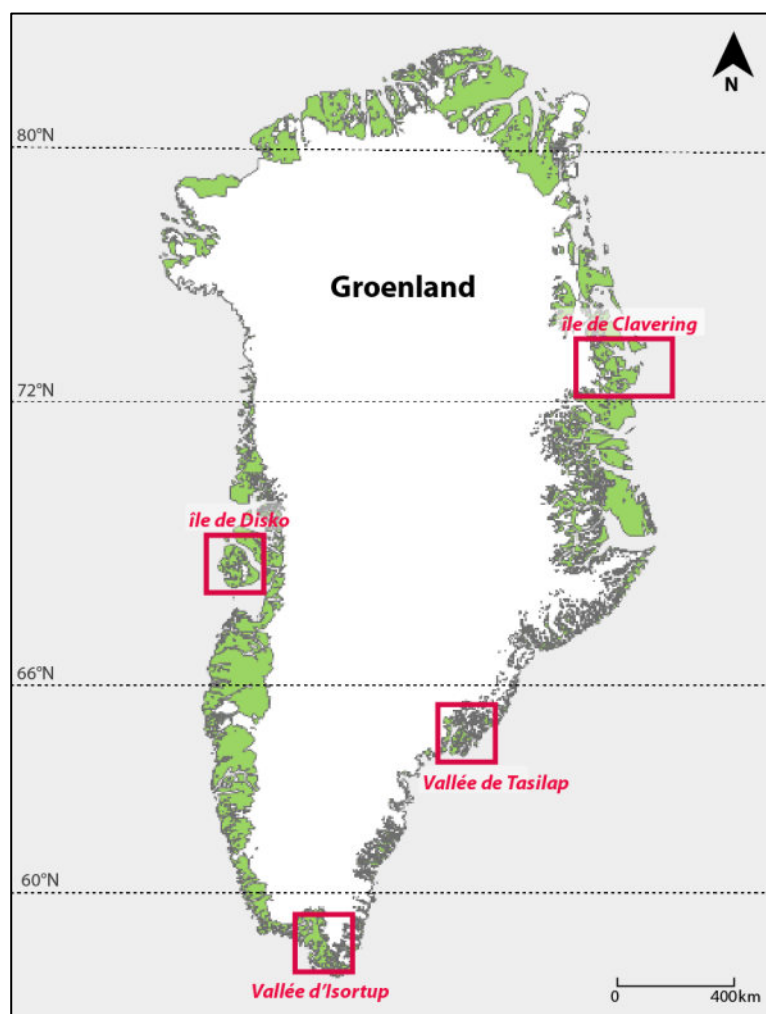 N
80°N
Groenland
île de Clavering
72°N
île de Disko
66°N
Vallée de Tasilap
60°N
Vallée d'Isortup
0 400km